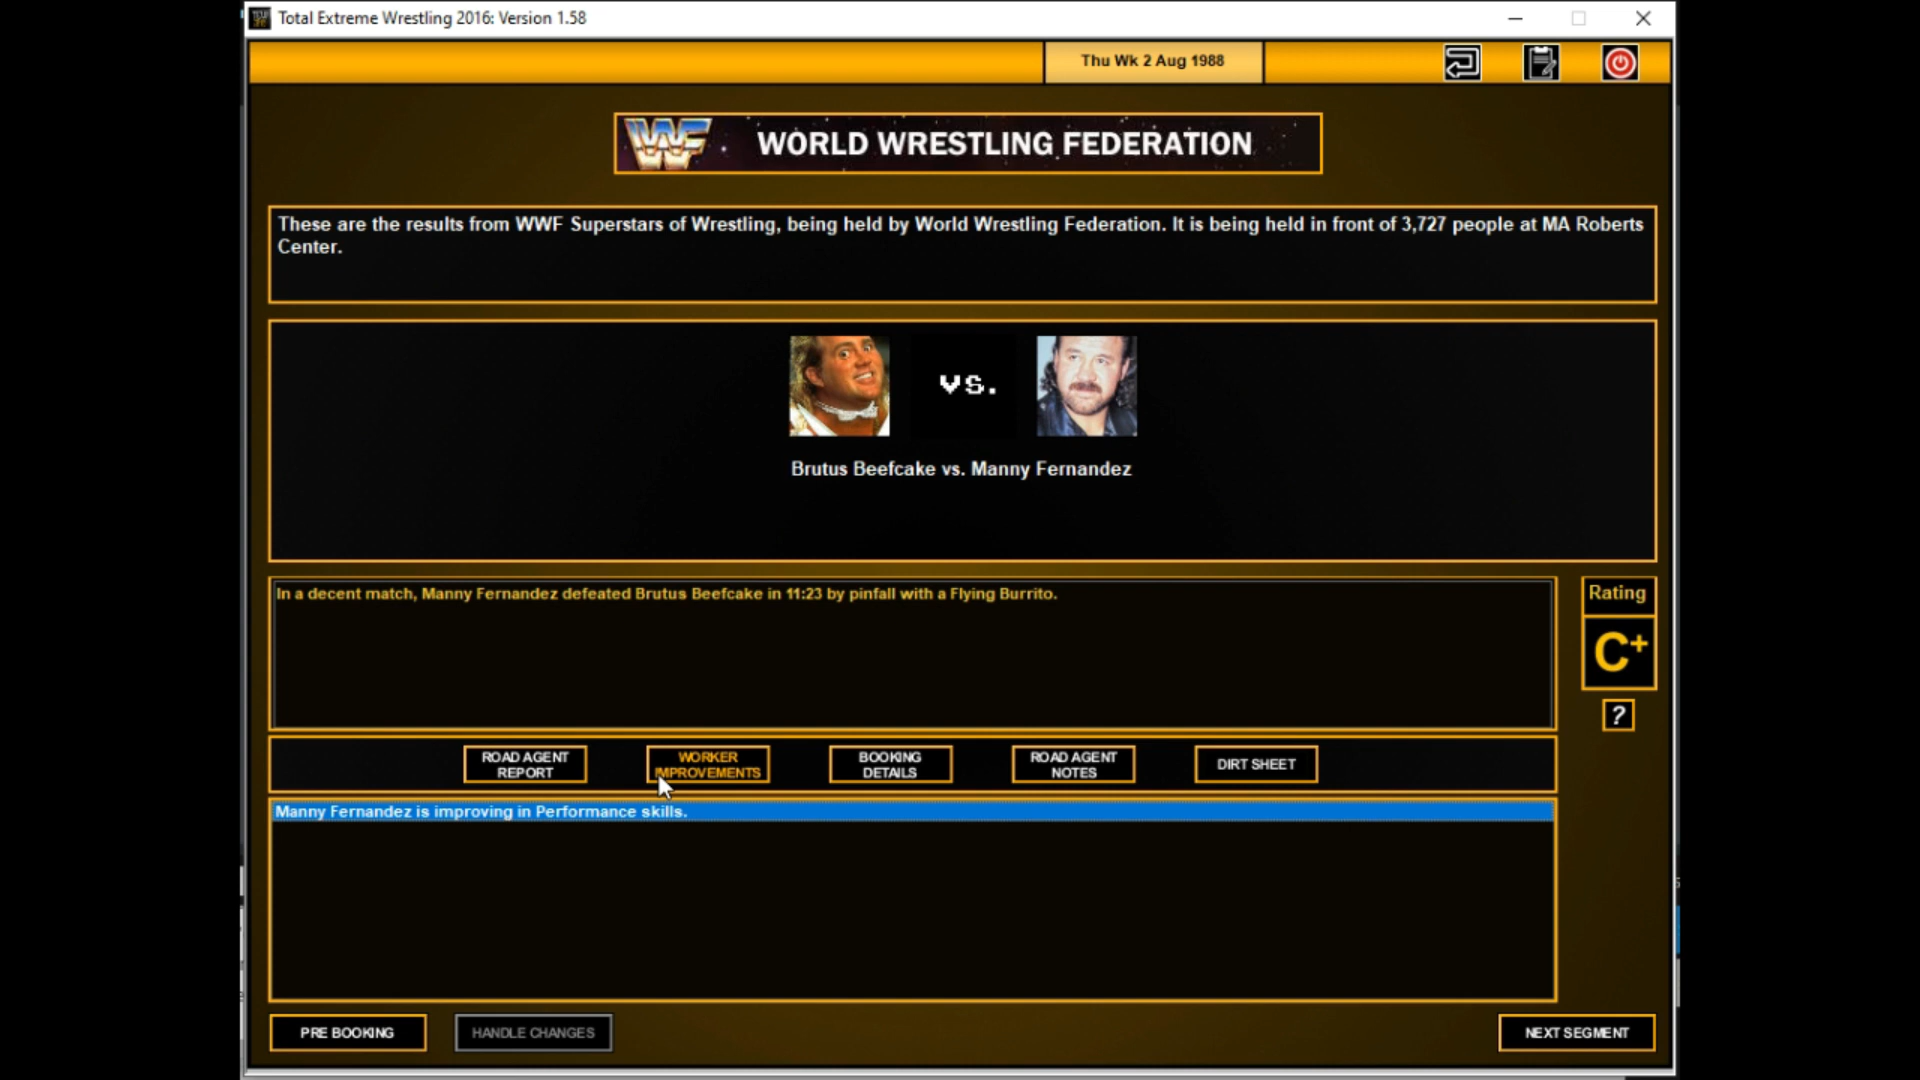 Total Extreme Wrestling 2016: Version 1.58
Thu Wk 2 Aug 1988
WF
WORLD WRESTLING FEDERATION
These are the results from WWF Superstars of Wrestling, being held by World Wrestling Federation. It is being held in front of 3,727 people at MA Roberts
Center.
vs.
Brutus Beefcake vs. Manny Fernandez
In a decent match, Manny Fernandez defeated Brutus Beefcake in 11:23 by pinfall with a Flying Burrito.
Rating
C+
?
ROAD AGENT
REPORT
WORKER
IMPROVEMENTS
BOOKING
DETAILS
ROAD AGENT
NOTES
DIRT SHEET
Manny Fernandez is improving in Performance skills.
PRE BOOKING
HANDLE CHANGES
NEXT SEGMENT